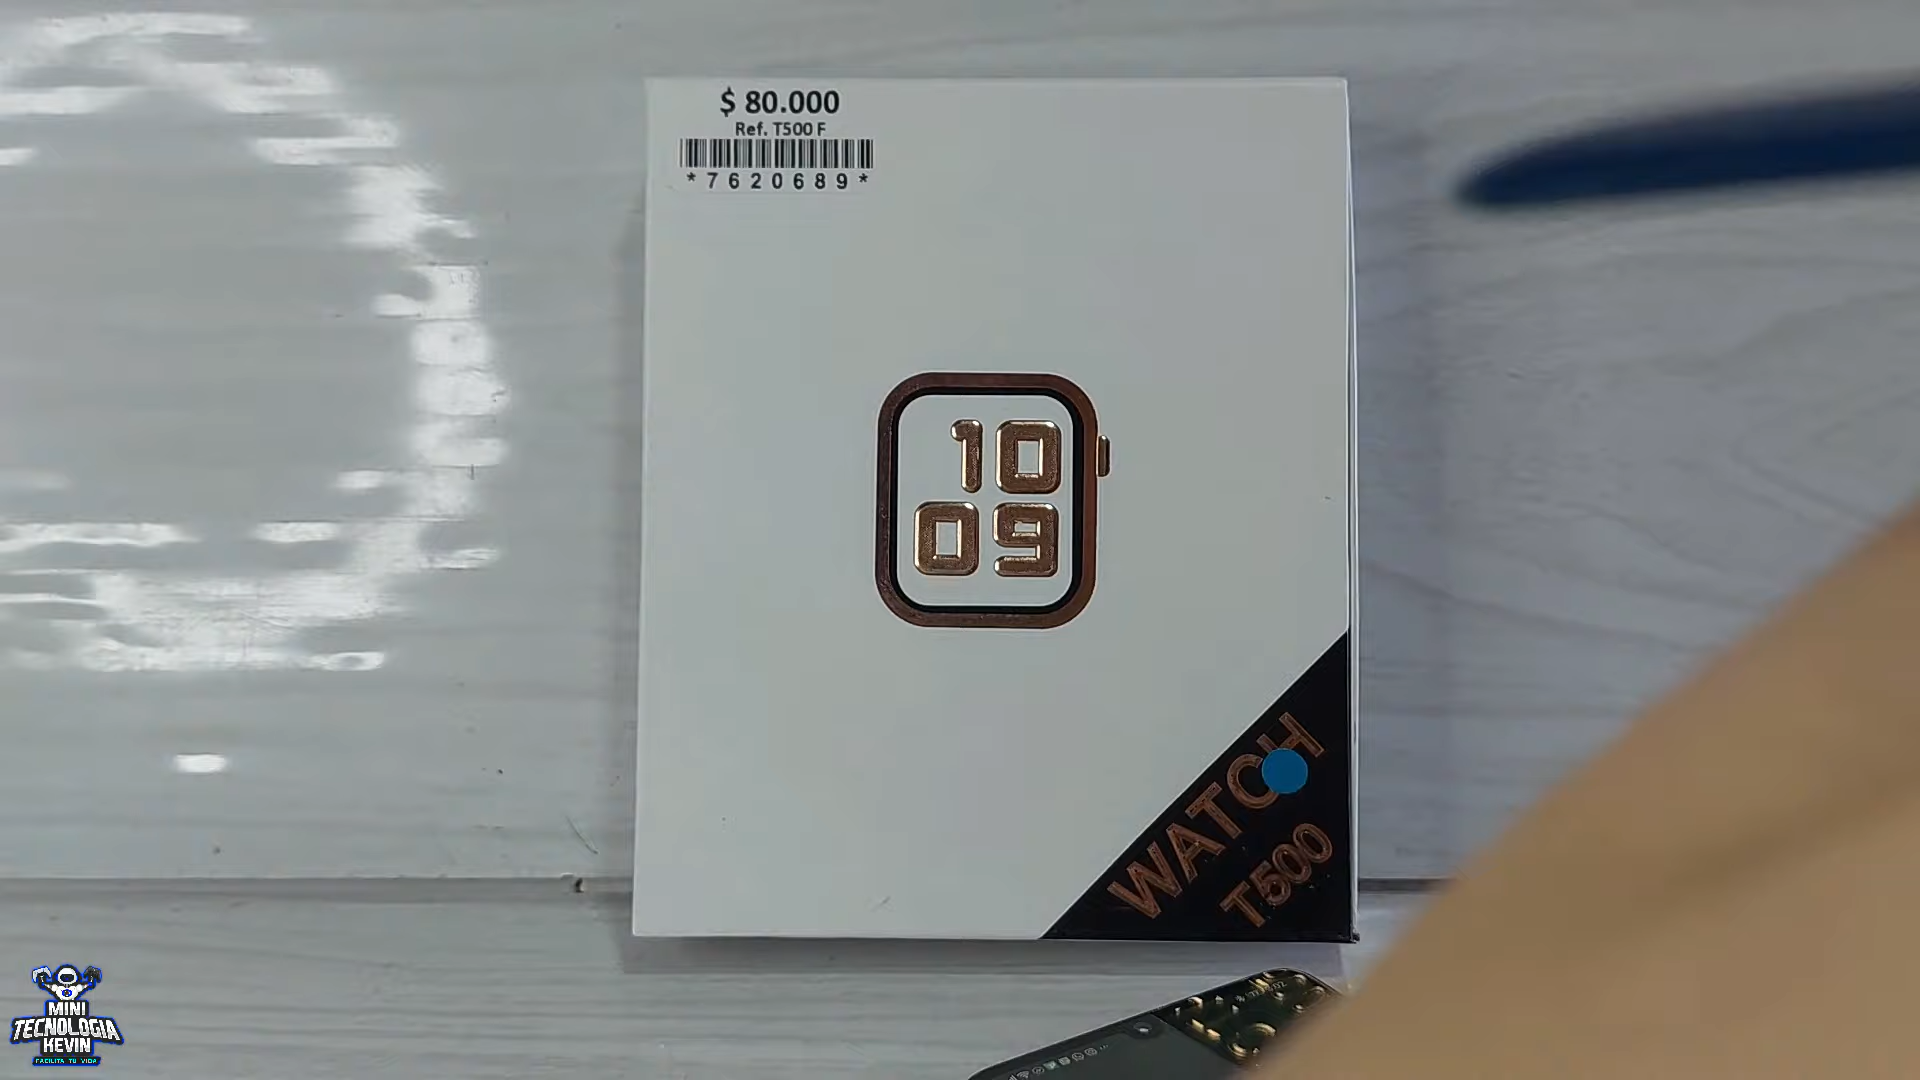 $ 80.000
Ref. T500 F
*7620689*
10
09
WATCH
T500
MINI
TECNOLOGIA
KEVIN
FACILITA TU VIDA